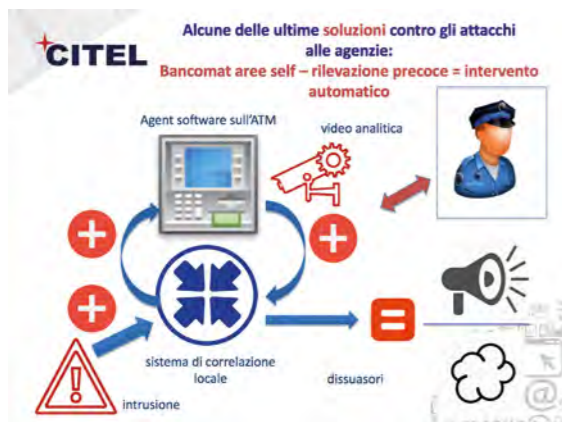 CITEL
Alcune delle ultime soluzioni contro gli attacchi
alle agenzie:
Bancomat aree self – rilevazione precoce = intervento
automatico
Agent software sull'ATM
video analitica
sistema di correlazione
locale
dissuasori
intrusione